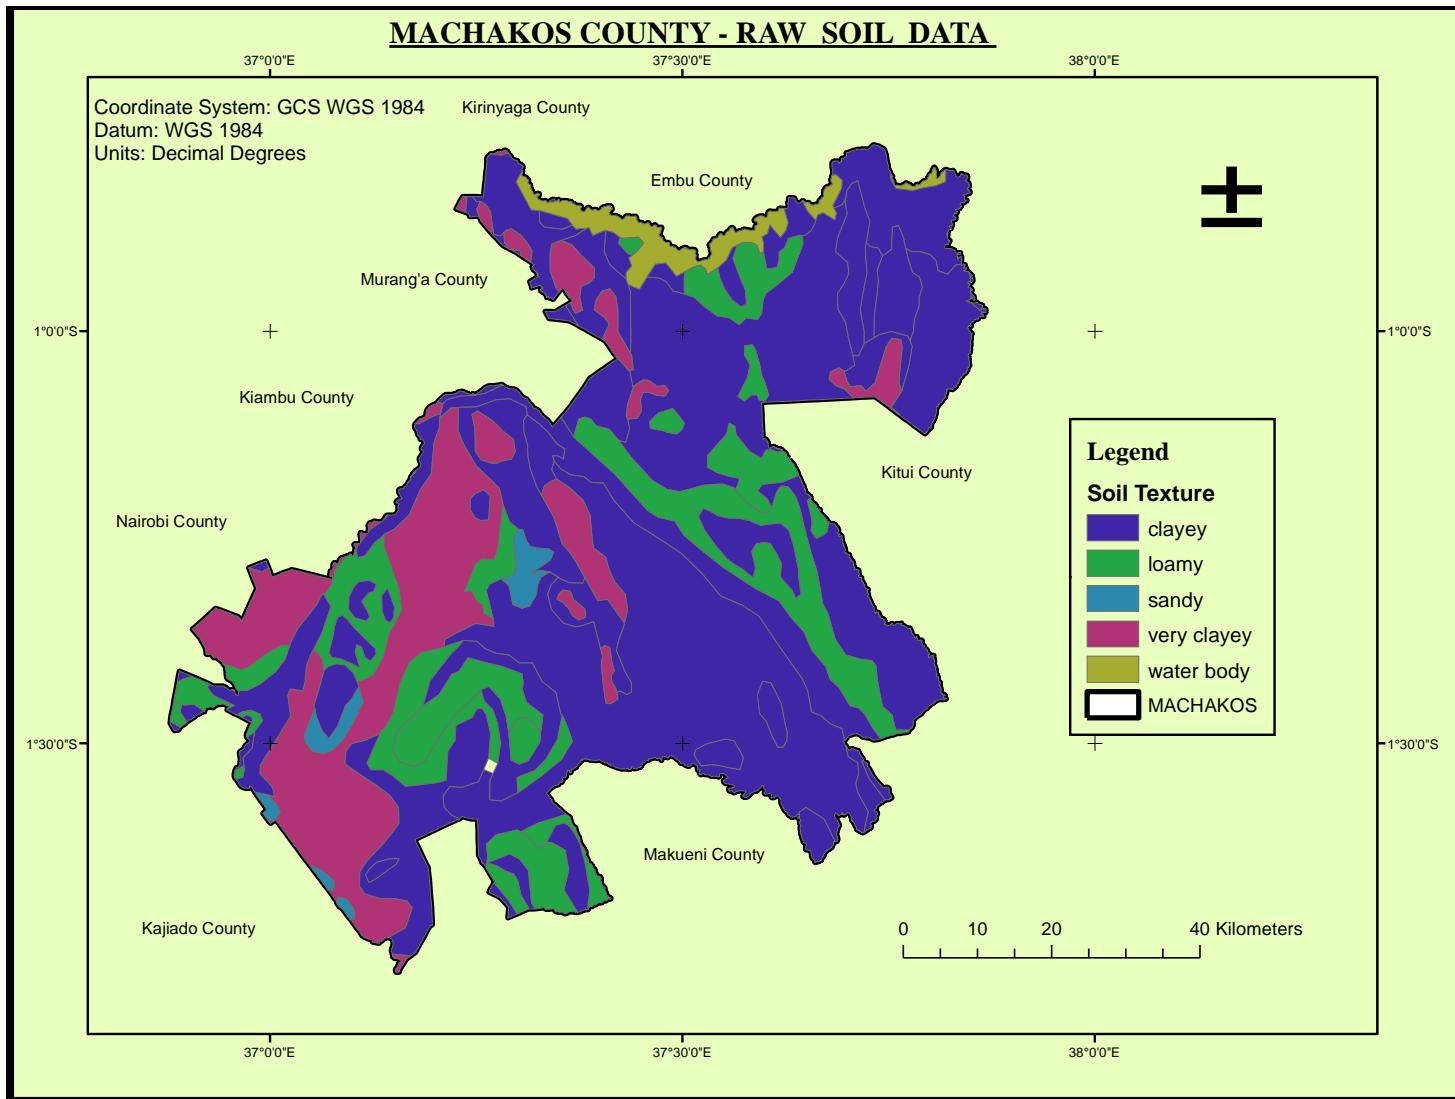 MACHAKOS COUNTY - RAW SOIL DATA
37°0'0"E
37°30'0"E
38°0'0"E
Coordinate System: GCS WGS 1984
Datum: WGS 1984
Units: Decimal Degrees
Kirinyaga County
Embu County
Murang'a County
1°0'0"S
1°0'0"S
Kiambu County
Kitui County
Nairobi County
Legend
Soil Texture
clayey
loamy
sandy
very clayey
water body
MACHAKOS
1°30'0"S
1°30'0"S
Makueni County
Kajiado County
0 10 20 40 Kilometers
37°0'0"E
37°30'0"E
38°0'0"E